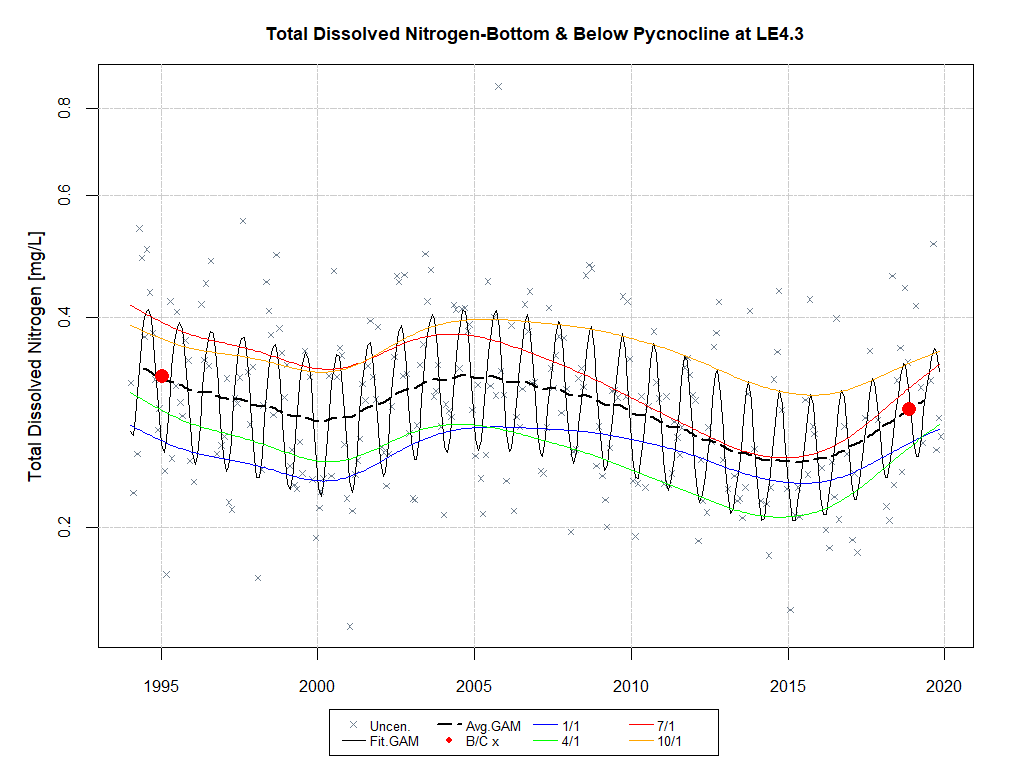 Total Dissolved Nitrogen-Bottom & Below Pycnocline at LE4.3
Total Dissolved Nitrogen [mg/L]
0.8
0.6
0.4
0.2
1995 2000 2005 2010 2015 2020
Uncen. Avg.GAM 1/1 7/1
Fit.GAM B/C x 4/1 10/1